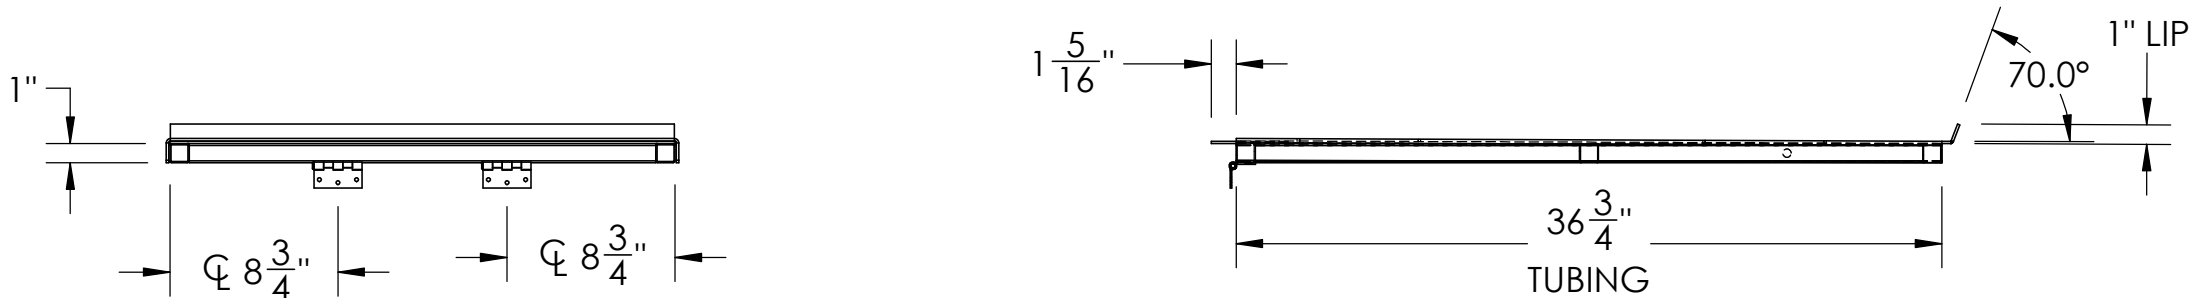 1"
℄ 8 3/4"
℄ 8 3/4"
1 5/16"
36 3/4"
TUBING
70.0°
1" LIP